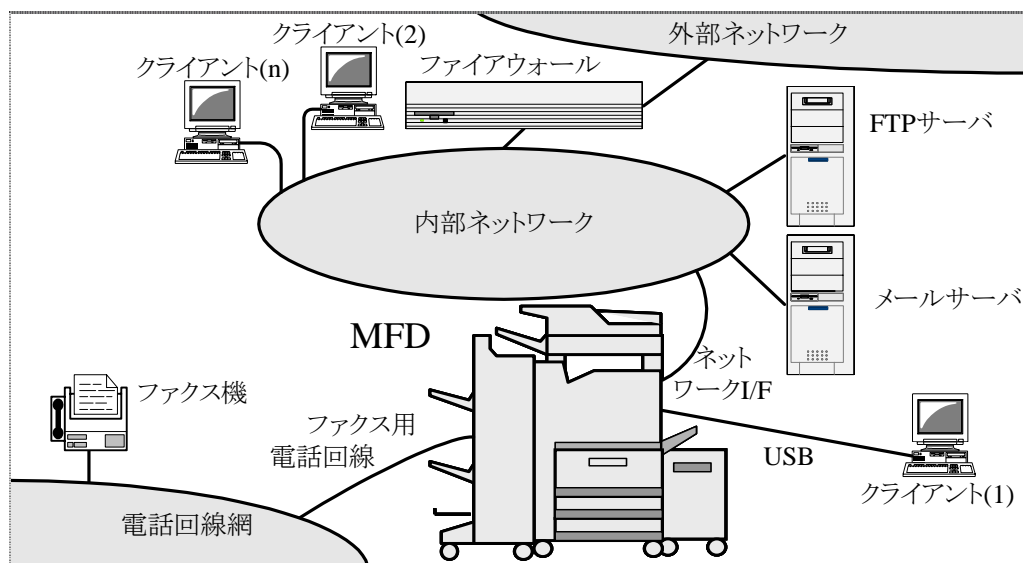 外部ネットワーク
クライアント(2)
クライアント(n)
ファイアウォール
FTPサーバ
内部ネットワーク
メールサーバ
MFD
ネット
ワークI/F
ファクス機
ファクス用
電話回線
USB
クライアント(1)
電話回線網